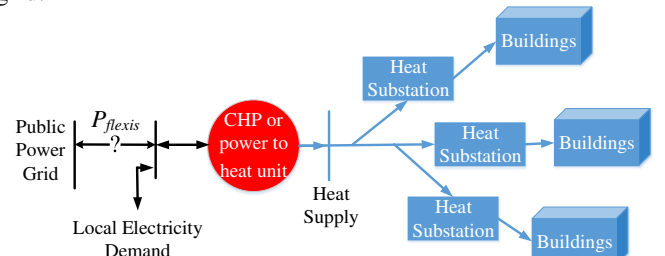 Public
Power
Grid
P_flexis
?
Local Electricity
Demand
CHP or
power to
heat unit
Heat
Supply
Heat
Substation
Buildings
Heat
Substation
Buildings
Heat
Substation
Buildings